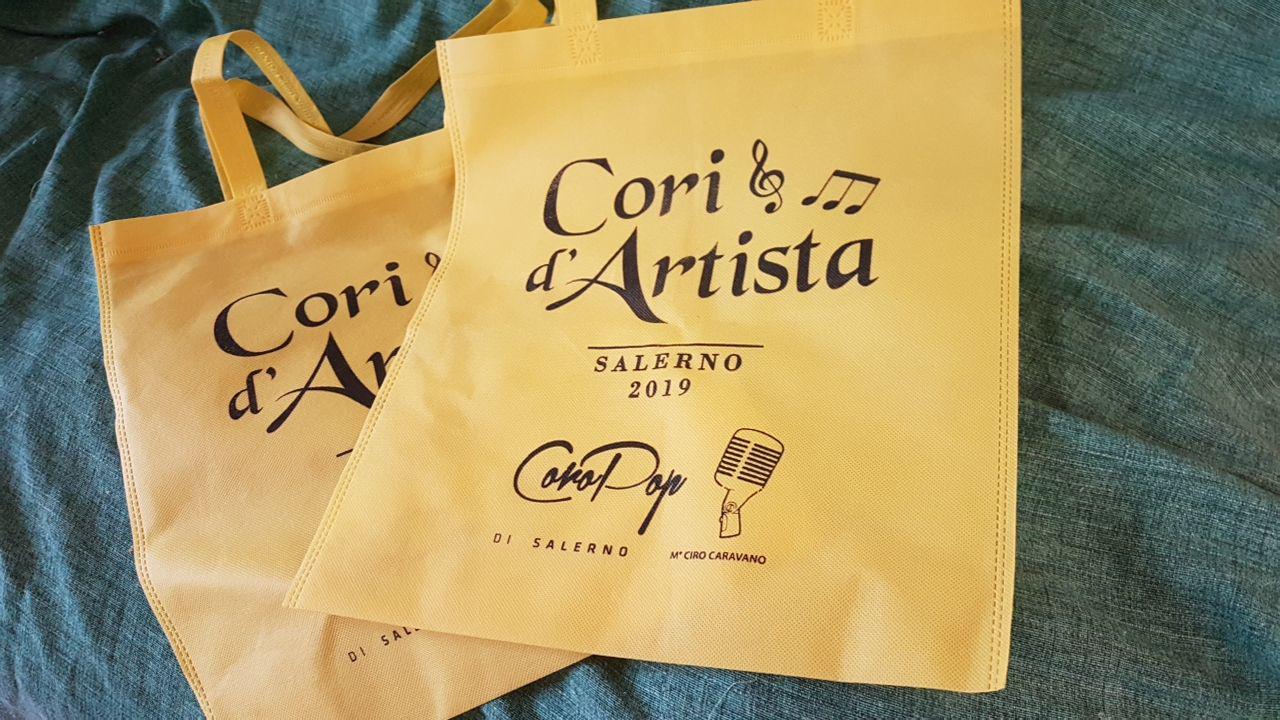 Cori
d'Artista
SALERNO
2019
CoroPop
DI SALERNO
M° CIRO CARAVANO
Cori
d'Ar
DI SAL